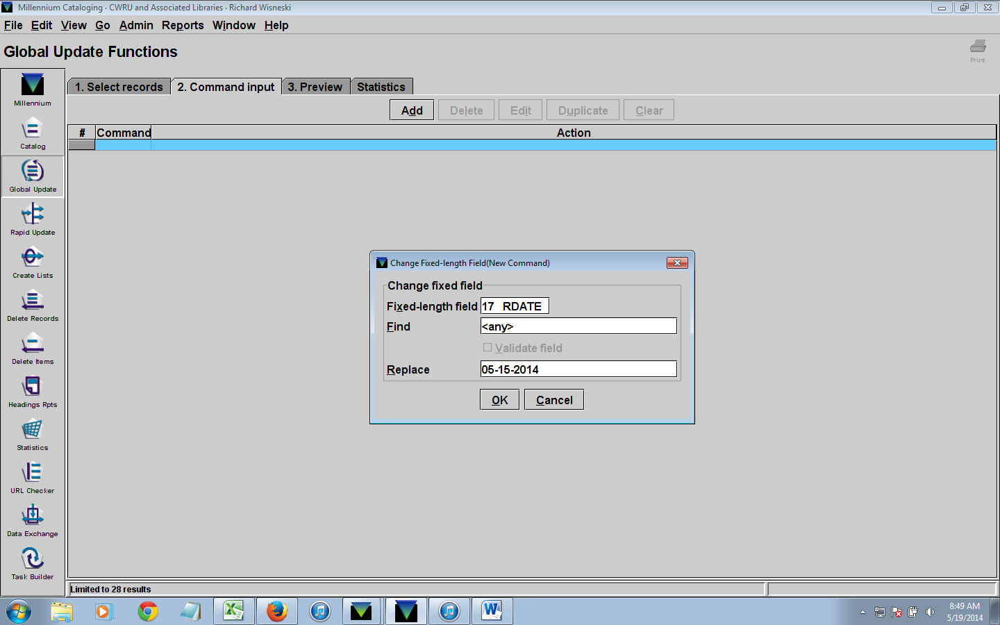 Millennium Cataloging · CWRU and Associated Libraries · Richard Wisneski
File Edit View Go Admin Reports Window Help
Global Update Functions
Print
Millennium
Catalog
Global Update
Rapid Update
Create Lists
Delete Records
Delete Items
Headings Rpts
Statistics
URL Checker
Data Exchange
Task Builder
1. Select records 2. Command input 3. Preview Statistics
Add Delete Edit Duplicate Clear
# Command Action
Change Fixed-length Field(New Command)
Change fixed field
Fixed-length field 17 RDATE
Find <any>
Validate field
Replace 05-15-2014
OK Cancel
Limited to 28 results
8:49 AM
5/19/2014